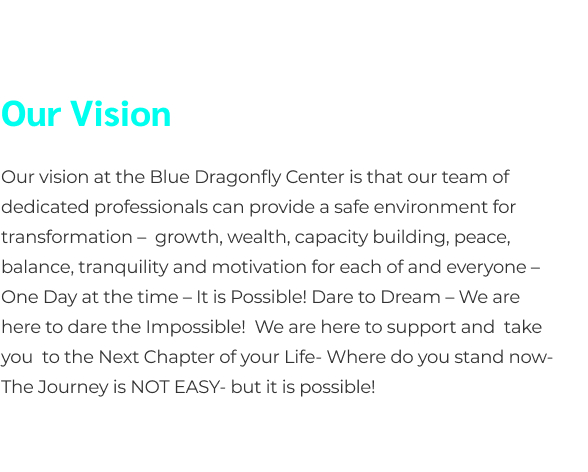 Our Vision
Our vision at the Blue Dragonfly Center is that our team of
dedicated professionals can provide a safe environment for
transformation –  growth, wealth, capacity building, peace,
balance, tranquility and motivation for each of and everyone –
One Day at the time – It is Possible! Dare to Dream – We are
here to dare the Impossible!  We are here to support and  take
you  to the Next Chapter of your Life- Where do you stand now-
The Journey is NOT EASY- but it is possible!